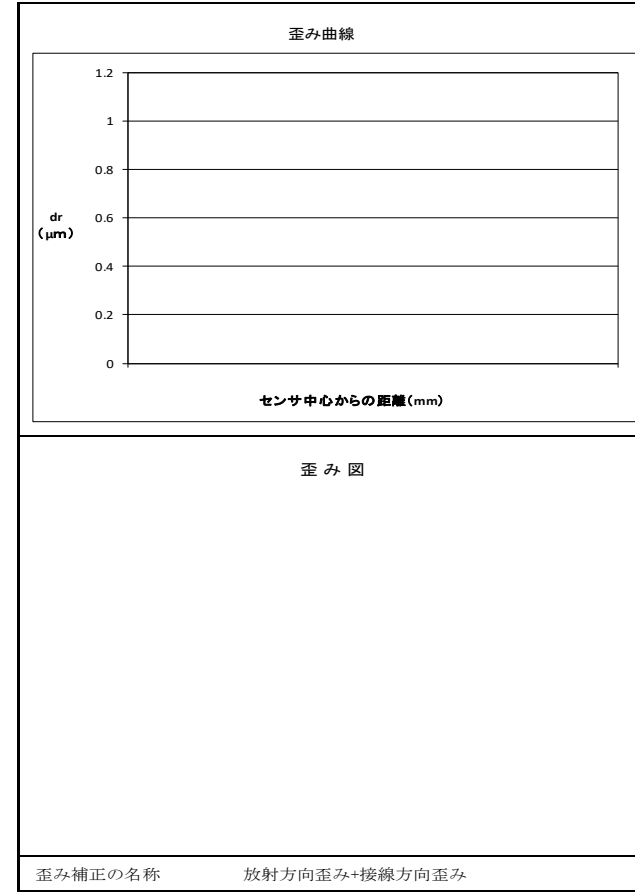 歪み曲線
1.2
1
0.8
dr
(μm)
0.6
0.4
0.2
0
センサ中心からの距離(mm)
歪 み 図
歪み補正の名称 放射方向歪み+接線方向歪み